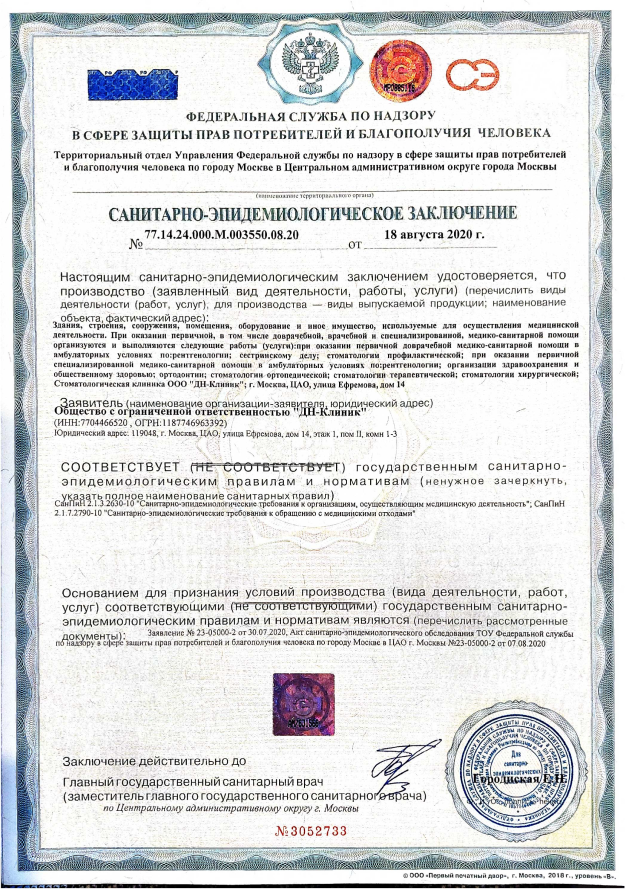 СЭ
ФЕДЕРАЛЬНАЯ СЛУЖБА ПО НАДЗОРУ
В СФЕРЕ ЗАЩИТЫ ПРАВ ПОТРЕБИТЕЛЕЙ И БЛАГОПОЛУЧИЯ ЧЕЛОВЕКА
Территориальный отдел Управления Федеральной службы по надзору в сфере защиты прав потребителей
и благополучия человека по городу Москве в Центральном административном округе города Москвы
(наименование территориального органа)
САНИТАРНО-ЭПИДЕМИОЛОГИЧЕСКОЕ ЗАКЛЮЧЕНИЕ
№ 77.14.24.000.М.003550.08.20 от 18 августа 2020 г.
Настоящим санитарно-эпидемиологическим заключением удостоверяется, что
производство (заявленный вид деятельности, работы, услуги) (перечислить виды
деятельности (работ, услуг), для производства — виды выпускаемой продукции; наименование
объекта, фактический адрес):
Здания, строения, сооружения, помещения, оборудование и иное имущество, используемые для осуществления медицинской
деятельности. При оказании первичной, в том числе доврачебной, врачебной и специализированной, медико-санитарной помощи
организуются и выполняются следующие работы (услуги):при оказании первичной доврачебной медико-санитарной помощи в
амбулаторных условиях по:рентгенологии; сестринскому делу; стоматологии профилактической; при оказании первичной
специализированной медико-санитарной помощи в амбулаторных условиях по:рентгенологии; организации здравоохранения и
общественному здоровью; ортодонтии; стоматологии ортопедической; стоматологии терапевтической; стоматологии хирургической;
Стоматологическая клиника ООО "ДН-Клиник"; г. Москва, ЦАО, улица Ефремова, дом 14
Заявитель (наименование организации-заявителя, юридический адрес)
Общество с ограниченной ответственностью "ДН-Клиник"
(ИНН:7704466520 , ОГРН:1187746963392)
Юридический адрес: 119048, г. Москва, ЦАО, улица Ефремова, дом 14, этаж 1, пом II, комн 1-3
СООТВЕТСТВУЕТ (НЕ СООТВЕТСТВУЕТ) государственным санитарно-
эпидемиологическим правилам и нормативам (ненужное зачеркнуть,
указать полное наименование санитарных правил)
СанПиН 2.1.3.2630-10 "Санитарно-эпидемиологические требования к организациям, осуществляющим медицинскую деятельность"; СанПиН
2.1.7.2790-10 "Санитарно-эпидемиологические требования к обращению с медицинскими отходами"
Основанием для признания условий производства (вида деятельности, работ,
услуг) соответствующими (не соответствующими) государственным санитарно-
эпидемиологическим правилам и нормативам являются (перечислить рассмотренные
документы): Заявление № 23-05000-2 от 30.07.2020, Акт санитарно-эпидемиологического обследования ТОУ Федеральной службы
по надзору в сфере защиты прав потребителей и благополучия человека по городу Москве в ЦАО г. Москвы №23-05000-2 от 07.08.2020
Заключение действительно до
Главный государственный санитарный врач
(заместитель главного государственного санитарного врача)
по Центральному административному округу г. Москвы
Для
санитарно-
эпидемиологических
Городиская Е.Н.
№3052733
© ООО «Первый печатный двор», г. Москва, 2018 г., уровень «В».